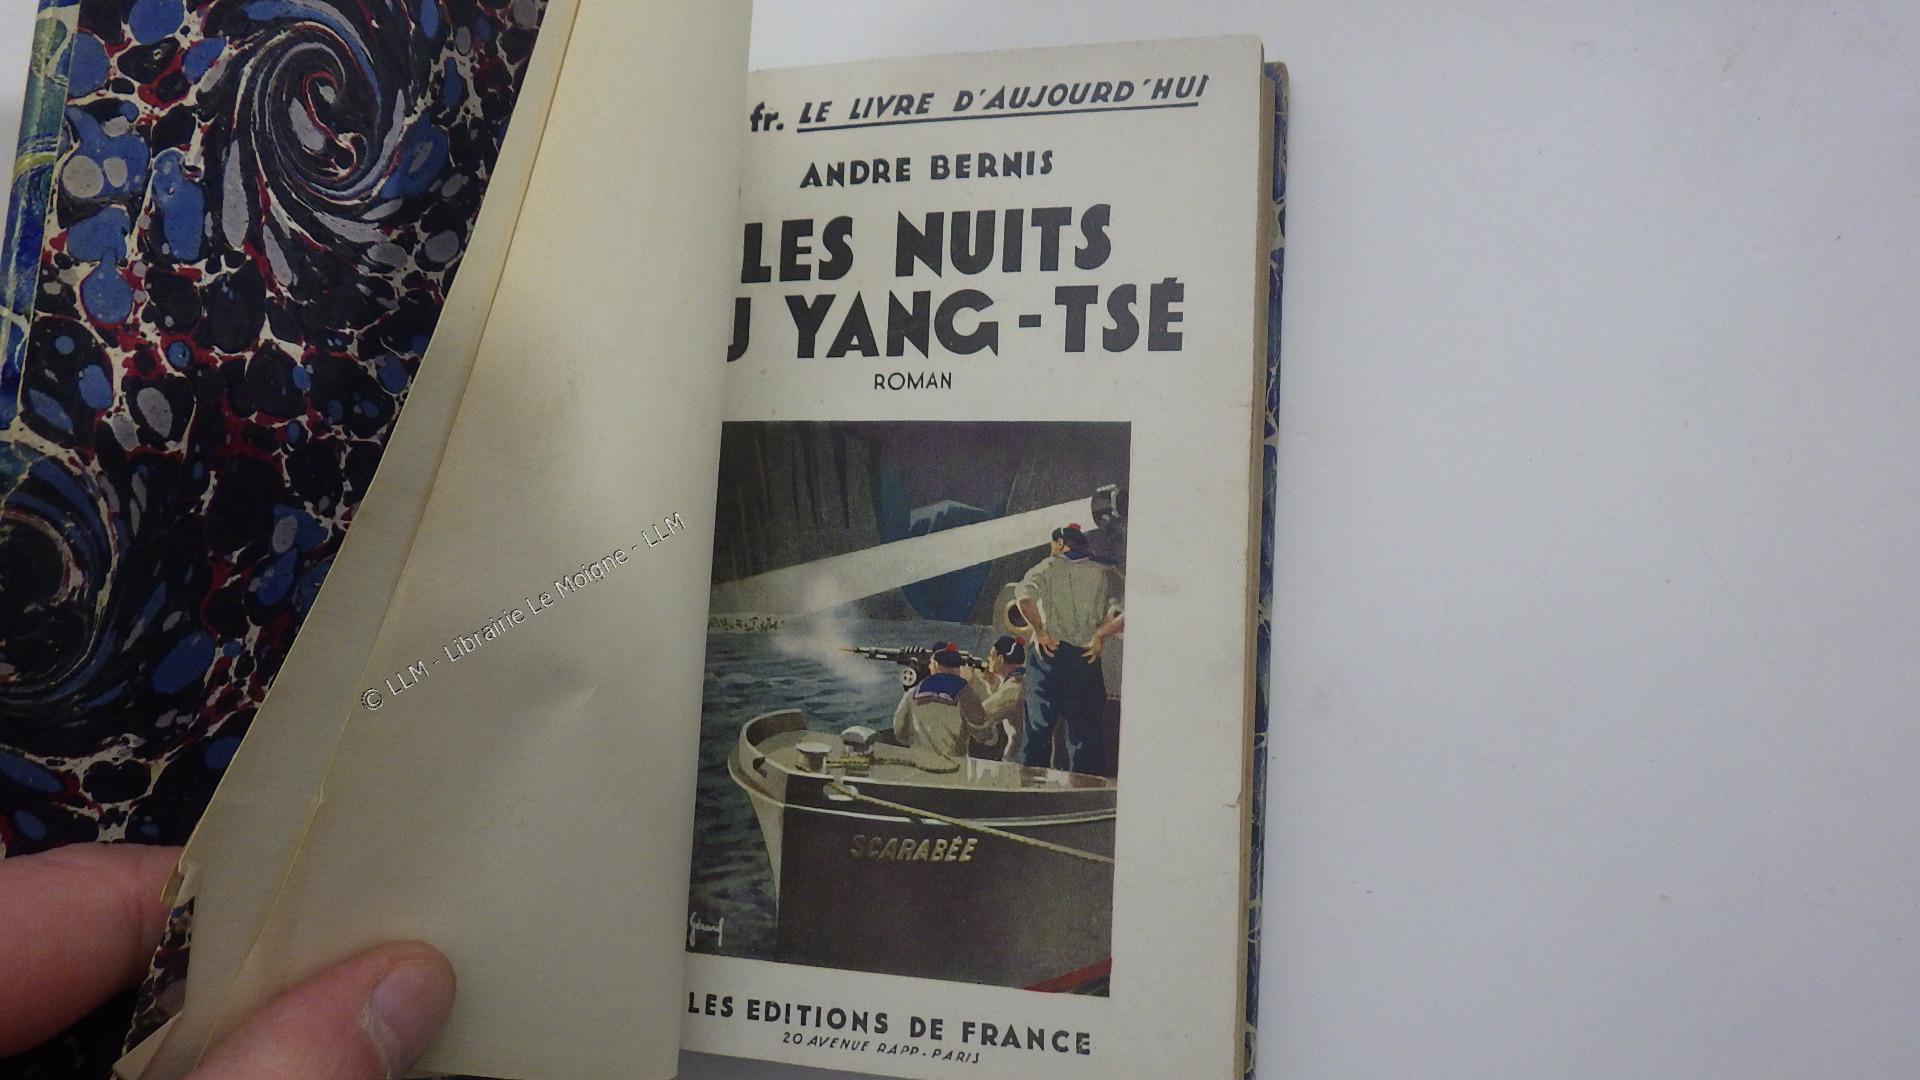 fr. LE LIVRE D'AUJOURD'HUI
ANDRE BERNIS
LES NUITS
U YANG-TSÉ
ROMAN
© LLM - Librairie Le Moigne - LLM
SCARABÉE
LES EDITIONS DE FRANCE
20 AVENUE RAPP - PARIS